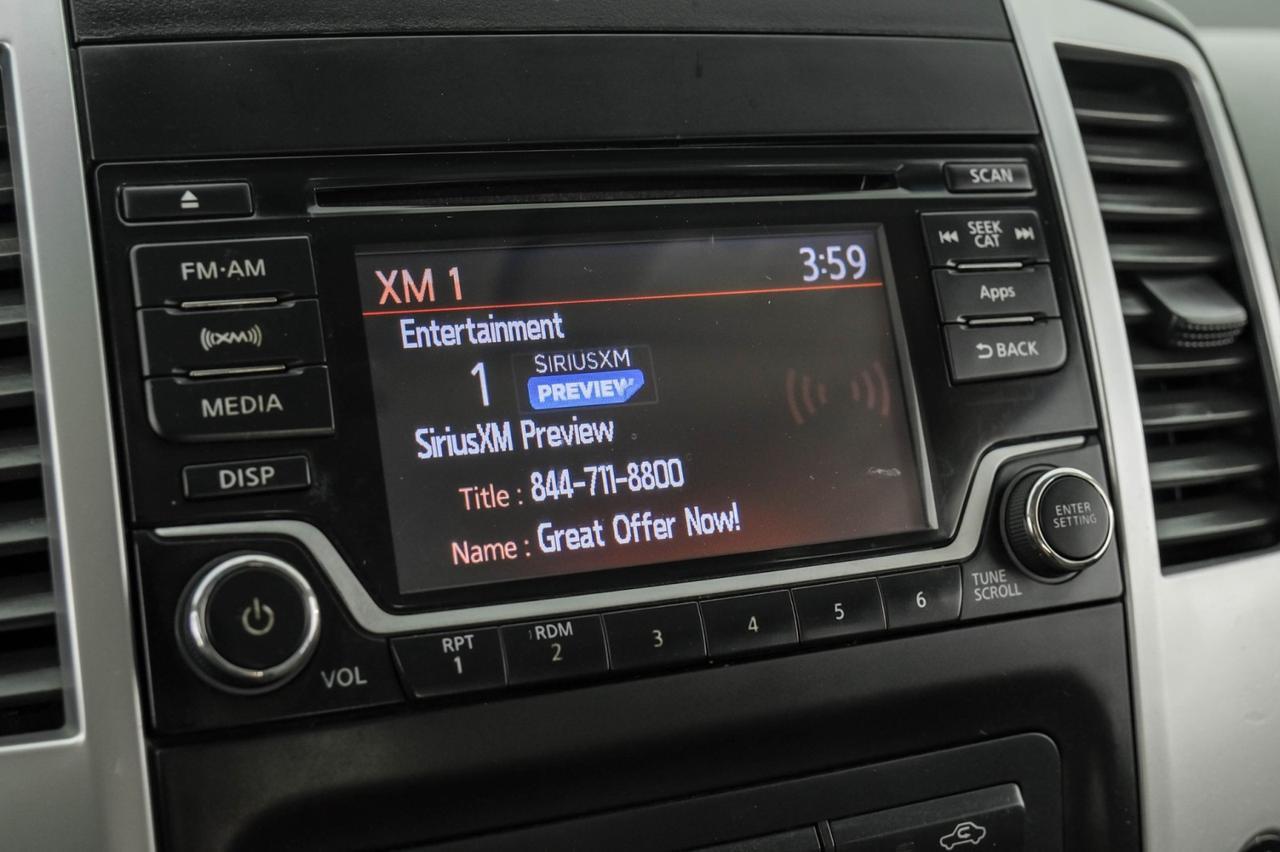 SCAN
FM·AM
((XM))
MEDIA
DISP
VOL
XM 1
3:59
Entertainment
1
SIRIUSXM
PREVIEW
SiriusXM Preview
Title : 844-711-8800
Name : Great Offer Now!
SEEK
CAT
Apps
BACK
ENTER
SETTING
TUNE
SCROLL
RPT
1
RDM
2
3
4
5
6